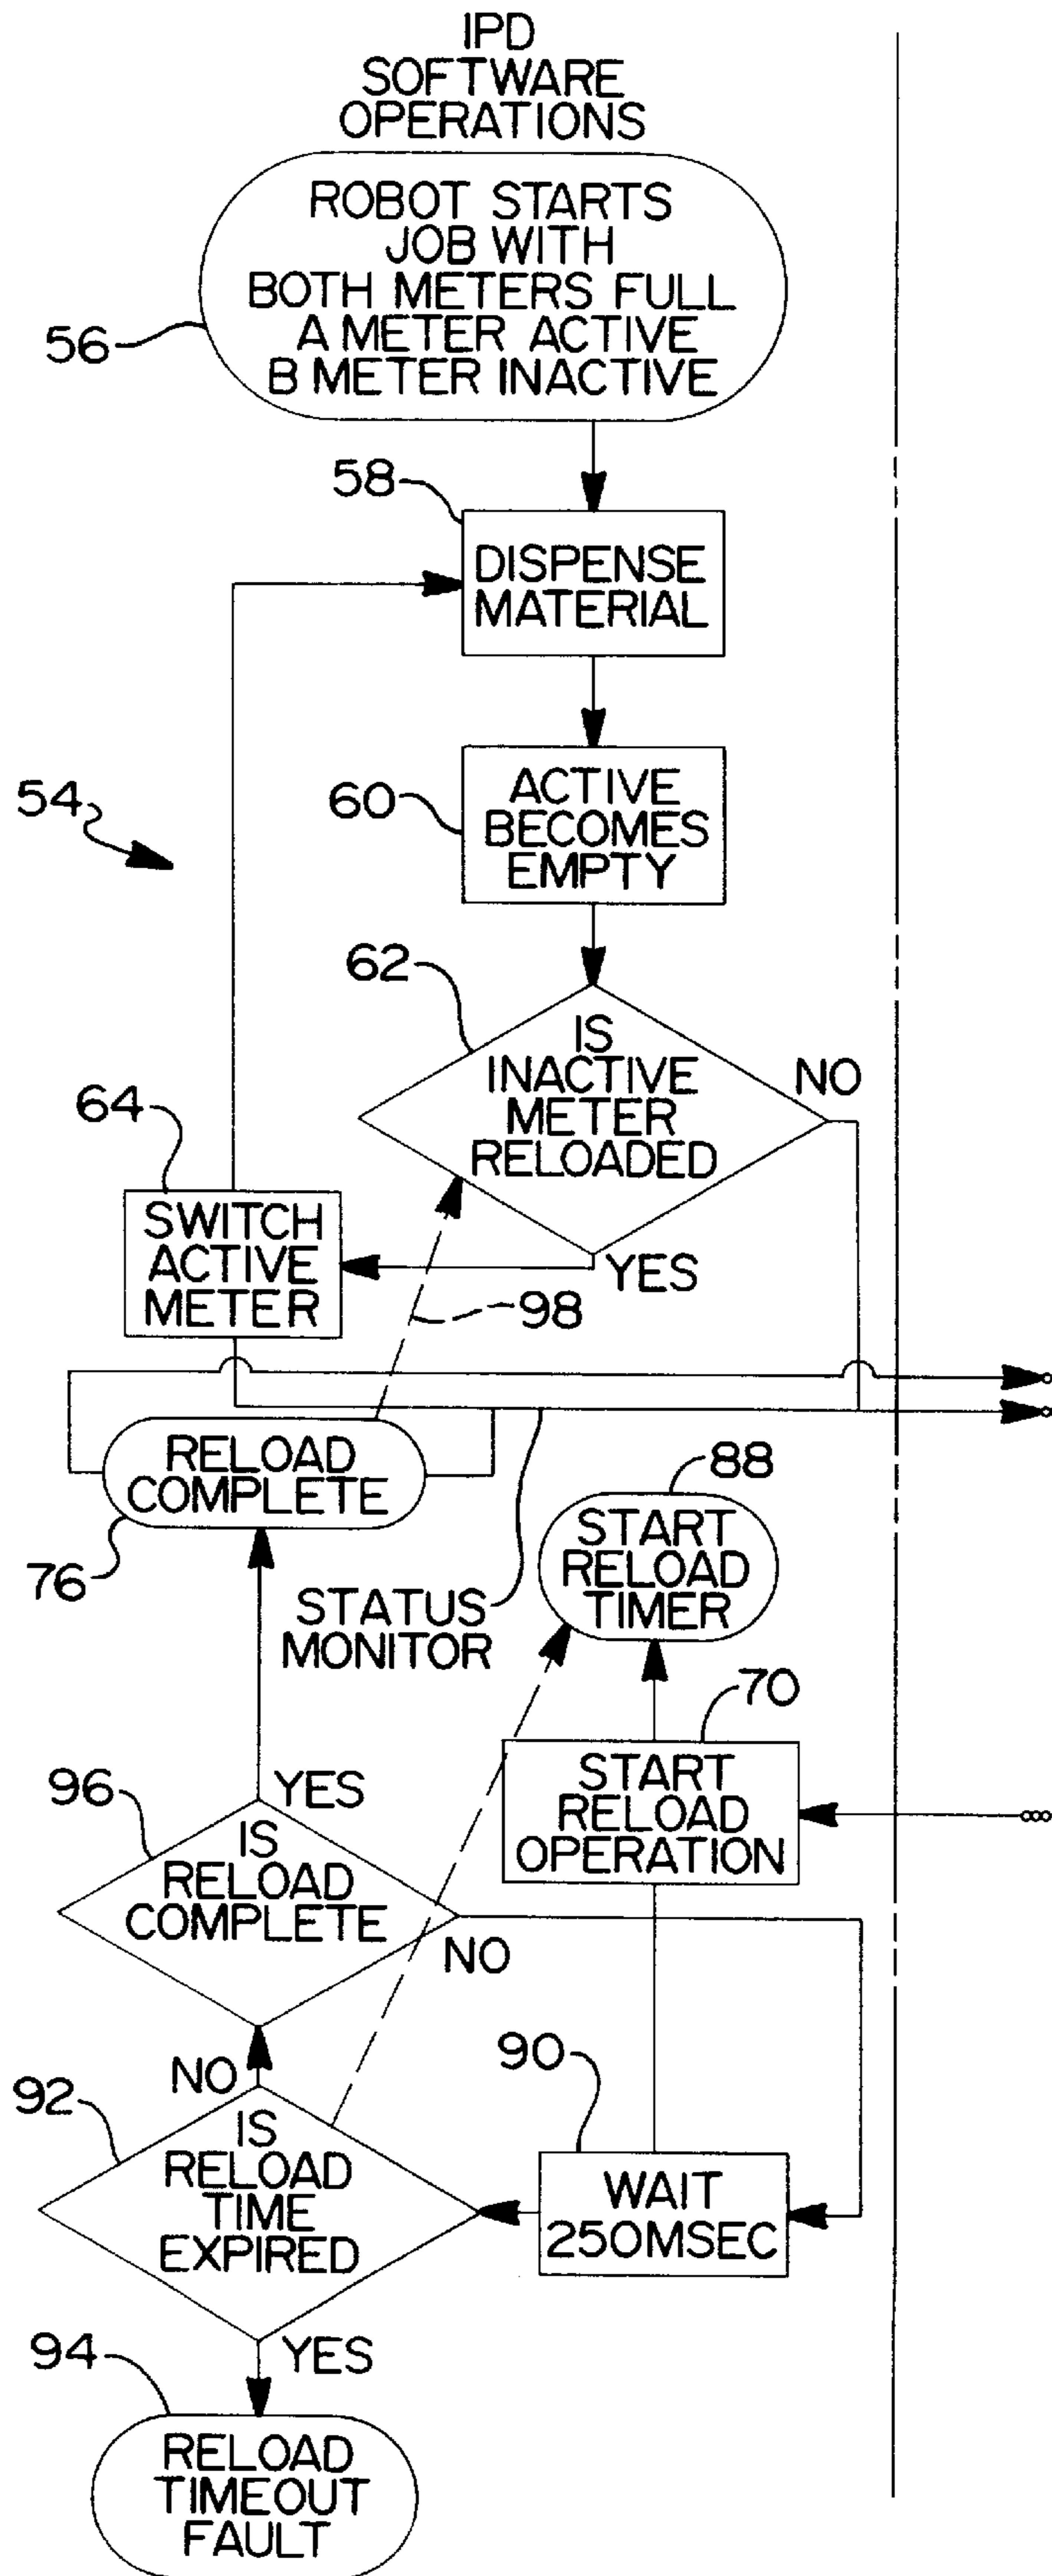 IPD
SOFTWARE
OPERATIONS
ROBOT STARTS
JOB WITH
BOTH METERS FULL
A METER ACTIVE
B METER INACTIVE
56
58
DISPENSE
MATERIAL
54
60
ACTIVE
BECOMES
EMPTY
62
IS
INACTIVE
METER
RELOADED
NO
64
SWITCH
ACTIVE
METER
YES
98
RELOAD
COMPLETE
76
88
START
RELOAD
TIMER
STATUS
MONITOR
70
START
RELOAD
OPERATION
96
YES
IS
RELOAD
COMPLETE
NO
90
WAIT
250MSEC
92
NO
IS
RELOAD
TIME
EXPIRED
YES
94
RELOAD
TIMEOUT
FAULT